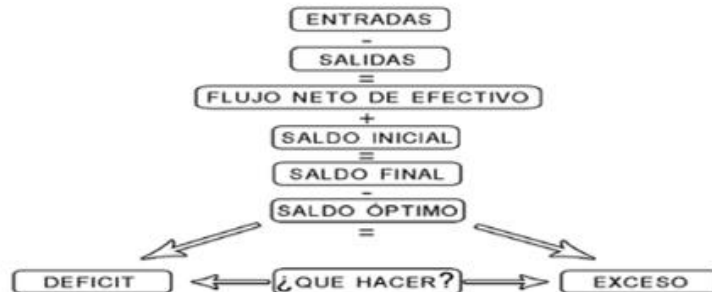 ENTRADAS
-
SALIDAS
=
FLUJO NETO DE EFECTIVO
+
SALDO INICIAL
=
SALDO FINAL
-
SALDO ÓPTIMO
=
DEFICIT ¿QUE HACER? EXCESO